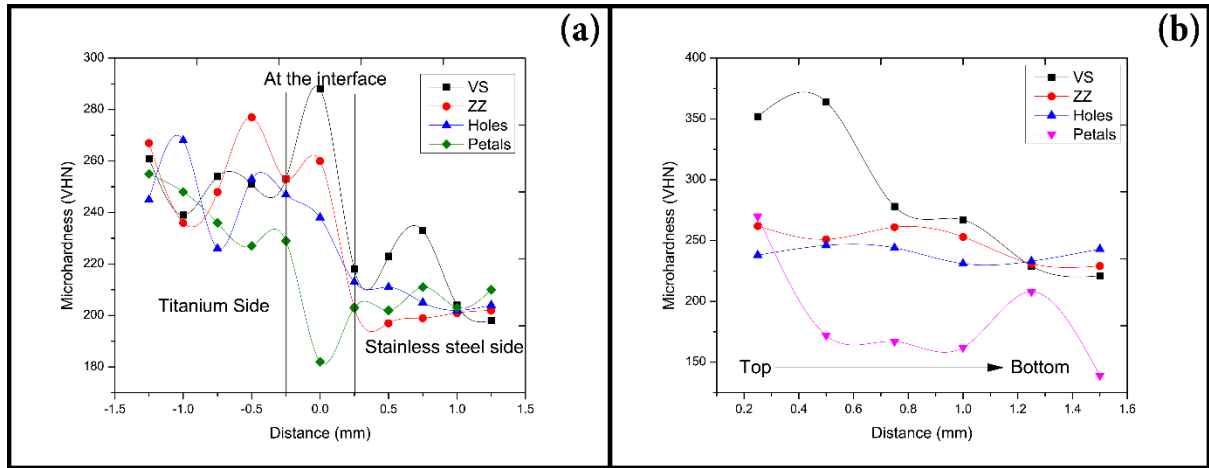 (a)
300
280
260
240
220
200
180
Microhardness (VHN)
At the interface
VS
ZZ
Holes
Petals
Titanium Side
Stainless steel side
-1.5 -1.0 -0.5 0.0 0.5 1.0 1.5
Distance (mm)
(b)
450
400
350
300
250
200
150
Microhardness (VHN)
VS
ZZ
Holes
Petals
Top Bottom
0.2 0.4 0.6 0.8 1.0 1.2 1.4 1.6
Distance (mm)